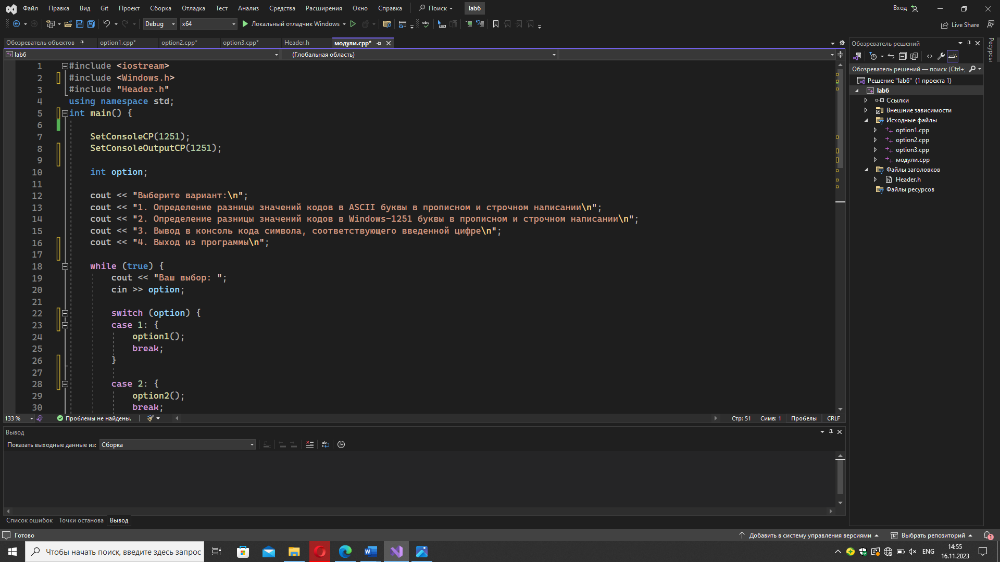 Файл Правка Вид Git Проект Сборка Отладка Тест Анализ Средства Расширения Окно Справка Поиск lab6 Вход
Debug x64 Локальный отладчик Windows Live Share
Обозреватель объектов option1.cpp* option2.cpp* option3.cpp* Header.h модули.cpp*
lab6 (Глобальная область)
1 #include <iostream>
2 #include <Windows.h>
3 #include "Header.h"
4 using namespace std;
5 int main() {
6
7 SetConsoleCP(1251);
8 SetConsoleOutputCP(1251);
9
10 int option;
11
12 cout << "Выберите вариант:\n";
13 cout << "1. Определение разницы значений кодов в ASCII буквы в прописном и строчном написании\n";
14 cout << "2. Определение разницы значений кодов в Windows-1251 буквы в прописном и строчном написании\n";
15 cout << "3. Вывод в консоль кода символа, соответствующего введенной цифре\n";
16 cout << "4. Выход из программы\n";
17
18 while (true) {
19 cout << "Ваш выбор: ";
20 cin >> option;
21
22 switch (option) {
23 case 1: {
24 option1();
25 break;
26 }
27
28 case 2: {
29 option2();
30 break;
133 % Проблемы не найдены. Стр: 51 Симв: 1 Пробелы CRLF
Вывод
Показать выходные данные из: Сборка
Список ошибок Точки останова Вывод
Обозреватель решений
Обозреватель решений — поиск (Ctrl+;
Решение "lab6" (1 проекта 1)
lab6
Ссылки
Внешние зависимости
Исходные файлы
option1.cpp
option2.cpp
option3.cpp
модули.cpp
Файлы заголовков
Header.h
Файлы ресурсов
Ресурсы
Готово Добавить в систему управления версиями Выбрать репозиторий 1
Чтобы начать поиск, введите здесь запрос ENG 14:55
16.11.2023